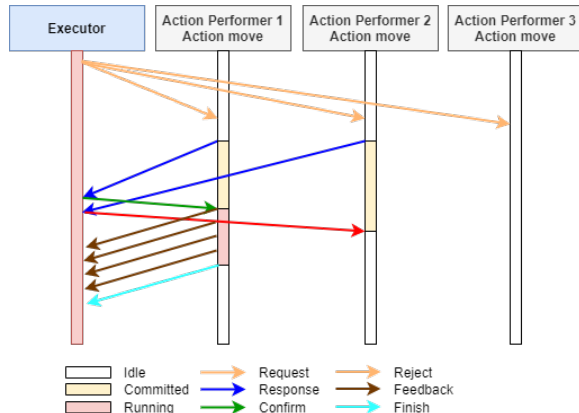 Executor
Action Performer 1
Action move
Action Performer 2
Action move
Action Performer 3
Action move
Idle
Request
Reject
Committed
Response
Feedback
Running
Confirm
Finish